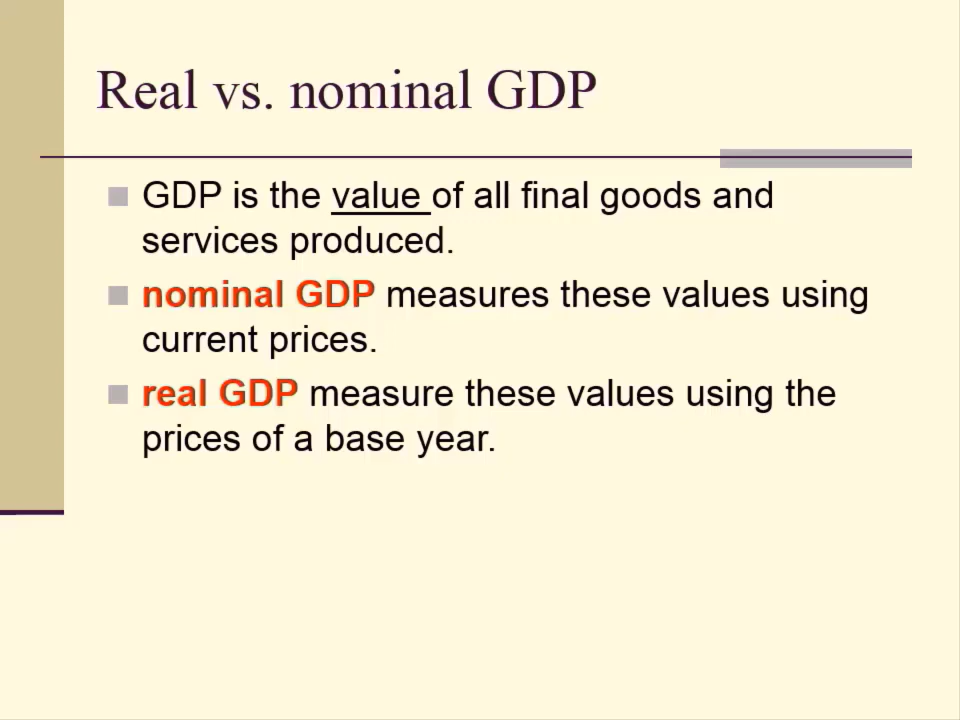 Real vs. nominal GDP
GDP is the value of all final goods and
services produced.
nominal GDP measures these values using
current prices.
real GDP measure these values using the
prices of a base year.